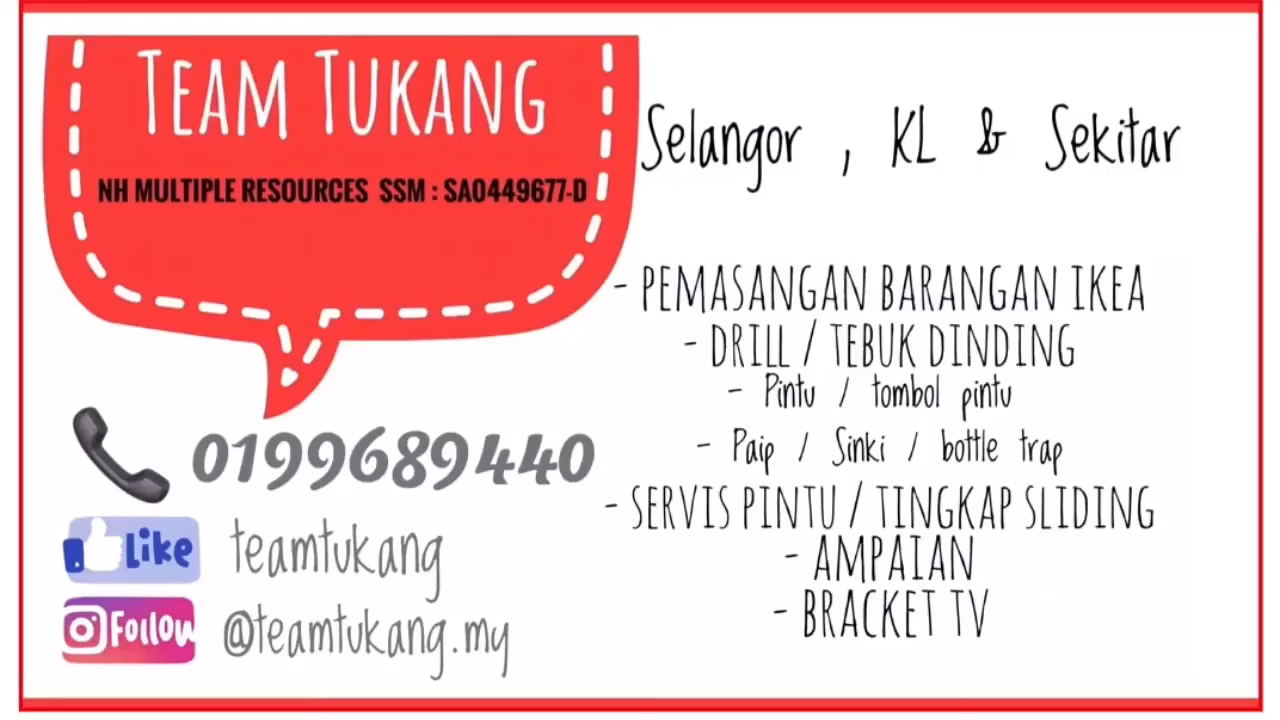 TEAM TUKANG
NH MULTIPLE RESOURCES SSM : SA0449677-D
0199689440
Like teamtukang
Follow @teamtukang.my
Selangor , KL & Sekitar
- PEMASANGAN BARANGAN IKEA
- DRILL / TEBUK DINDING
- Pintu / tombol pintu
- Paip / Sinki / bottle trap
- SERVIS PINTU / TINGKAP SLIDING
- AMPAIAN
- BRACKET TV